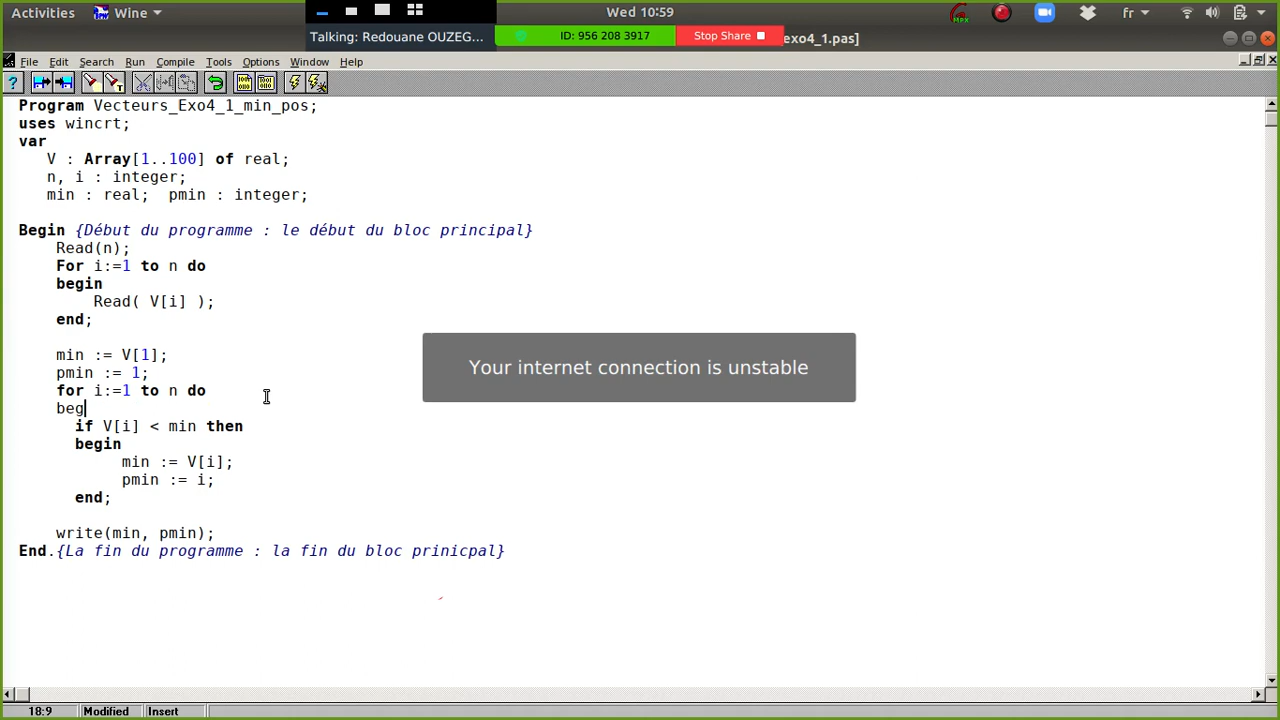 Activities Wine Wed 10:59 fr
Talking: Redouane OUZEG... ID: 956 208 3917 Stop Share exo4_1.pas]
File Edit Search Run Compile Tools Options Window Help
Program Vecteurs_Exo4_1_min_pos;
uses wincrt;
var
V : Array[1..100] of real;
n, i : integer;
min : real; pmin : integer;
Begin {Début du programme : le début du bloc principal}
Read(n);
For i:=1 to n do
begin
Read( V[i] );
end;
min := V[1];
Your internet connection is unstable
pmin := 1;
for i:=1 to n do
beg
if V[i] < min then
begin
min := V[i];
pmin := i;
end;
write(min, pmin);
End.{La fin du programme : la fin du bloc prinicpal}
18:9 Modified Insert